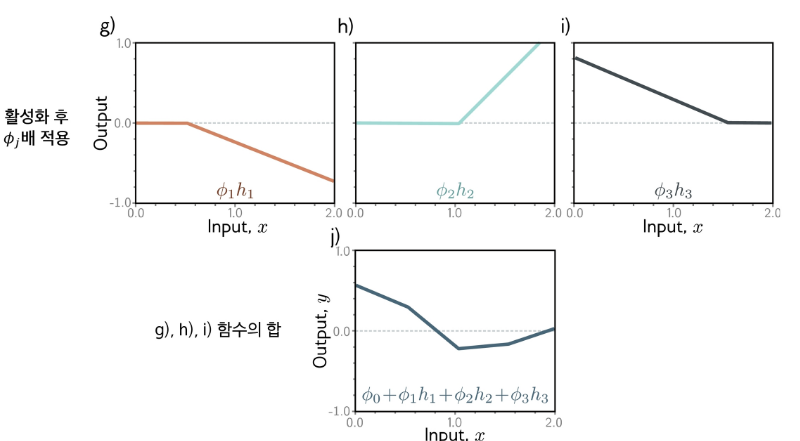 g)
h)
i)
활성화 후
𝜙ⱼ배 적용
Output
1.0
0.0
-1.0
ϕ₁h₁
ϕ₂h₂
ϕ₃h₃
0.0 1.0 2.0
0.0 1.0 2.0
0.0 1.0 2.0
Input, x
Input, x
j)
g), h), i) 함수의 합
Output, y
1.0
0.0
-1.0
ϕ₀+ϕ₁h₁+ϕ₂h₂+ϕ₃h₃
0.0 1.0 2.0
Input, x